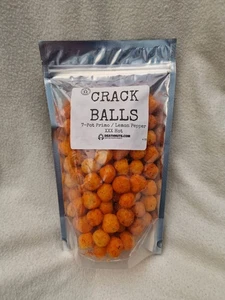 CRACK
BALLS
7-Pot Primo / Lemon Pepper
XXX Hot